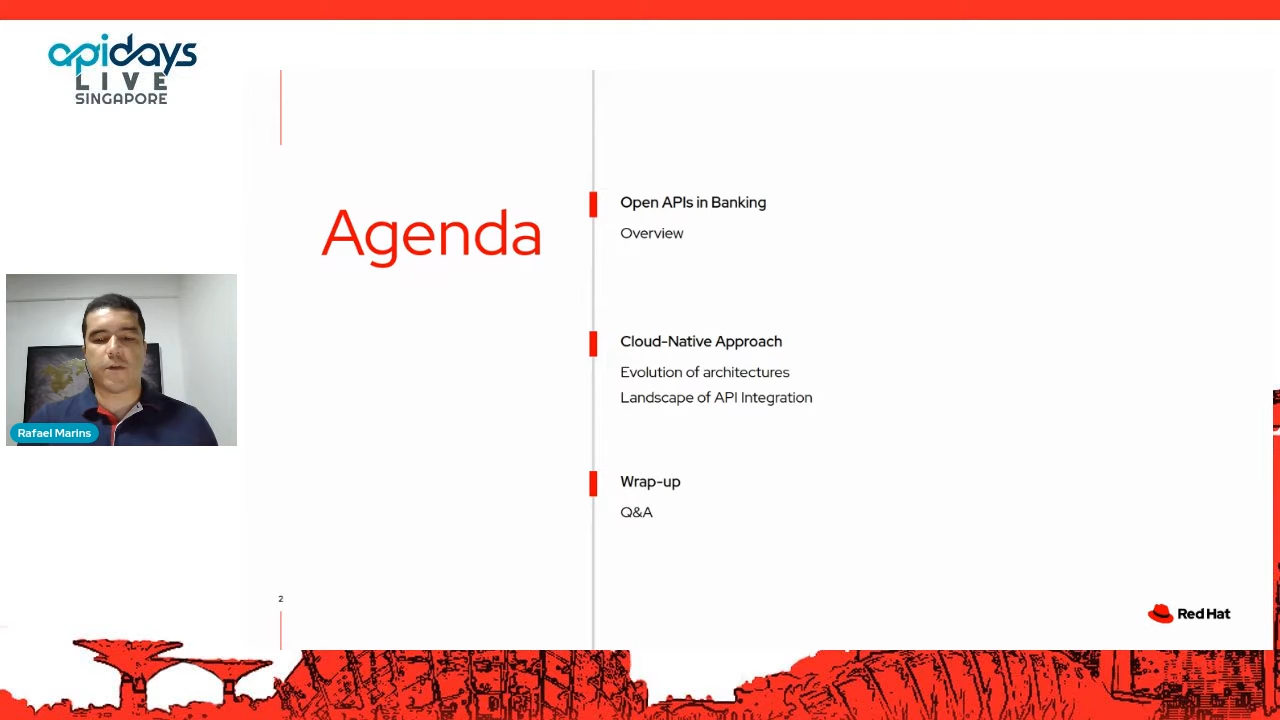 apidays
LIVE
SINGAPORE
Agenda
Open APIs in Banking
Overview
Cloud-Native Approach
Evolution of architectures
Landscape of API Integration
Wrap-up
Q&A
Rafael Marins
2
Red Hat